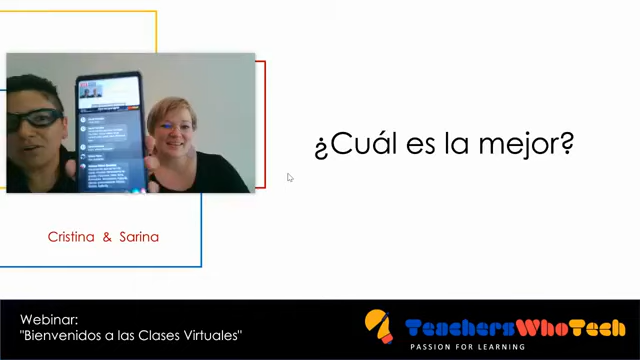 ¿Cuál es la mejor?
Cristina & Sarina
Webinar:
"Bienvenidos a las Clases Virtuales"
TeachersWhoTech
PASSION FOR LEARNING